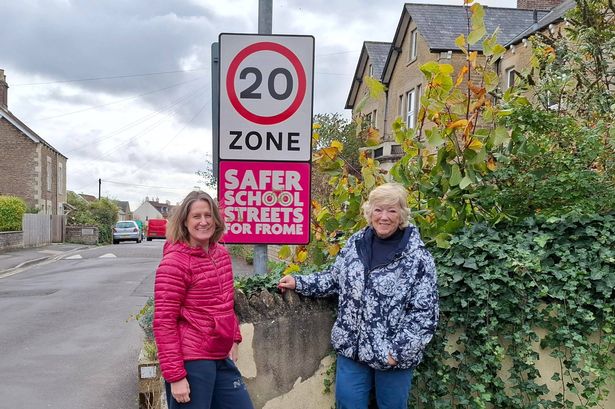 20
ZONE
SAFER
SCHOOL
STREETS
FOR FROME